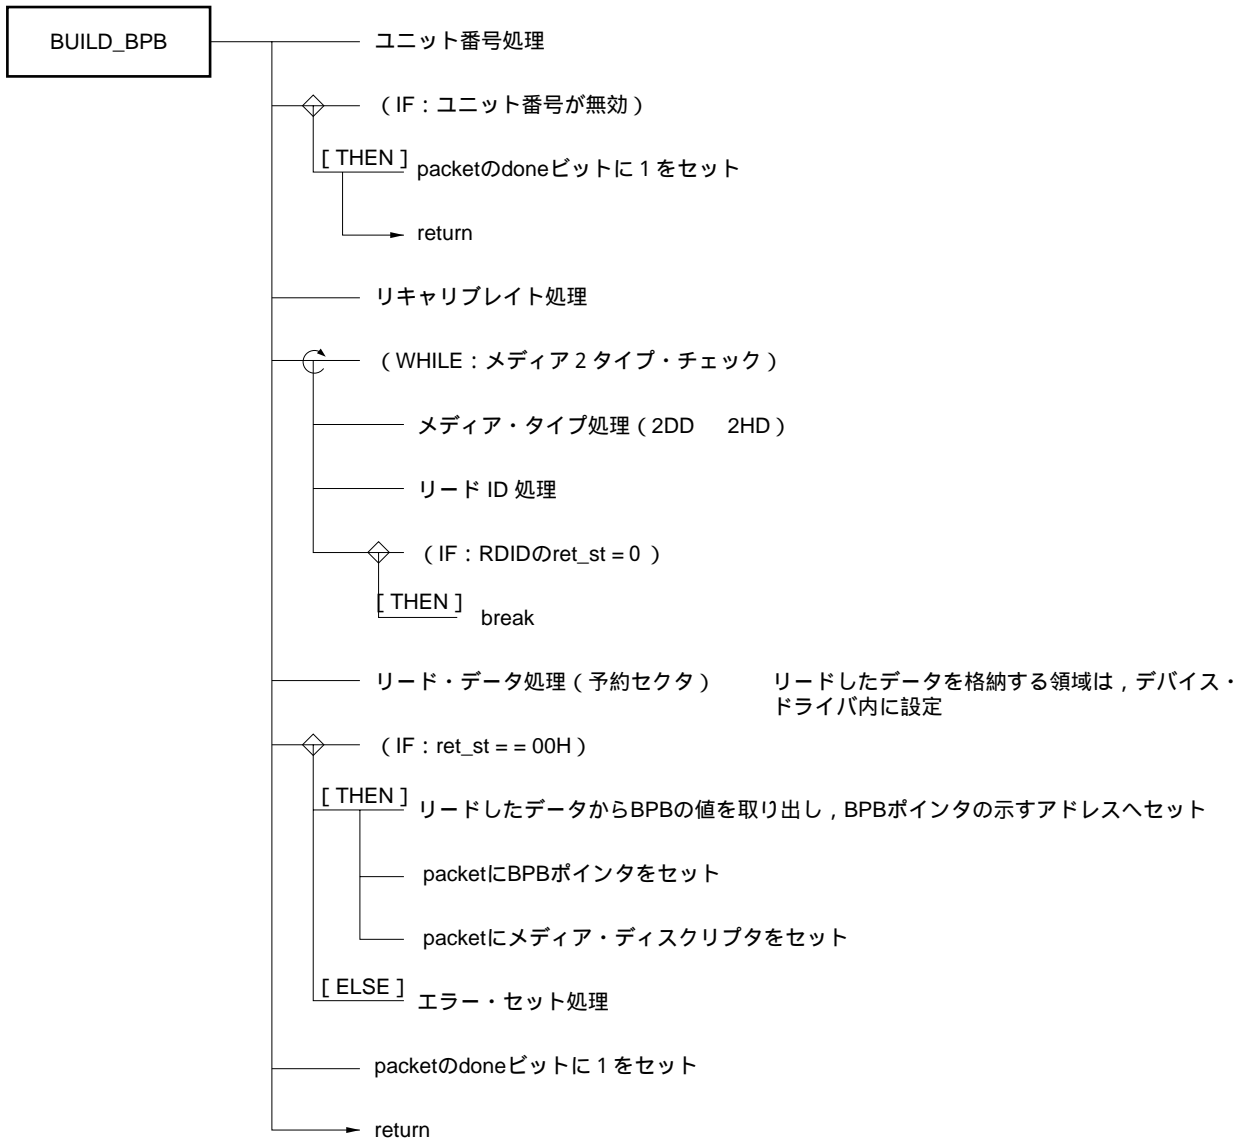 BUILD_BPB
ユニット番号処理
（IF：ユニット番号が無効）
[ THEN ]
packetのdoneビットに１をセット
return
リキャリブレイト処理
（WHILE：メディア２タイプ・チェック）
メディア・タイプ処理（2DD　2HD）
リード ID 処理
（IF：RDIDのret_st = 0 ）
[ THEN ]
break
リード・データ処理（予約セクタ）　　リードしたデータを格納する領域は，デバイス・
ドライバ内に設定
（IF：ret_st = = 00H）
[ THEN ]
リードしたデータからBPBの値を取り出し，BPBポインタの示すアドレスへセット
packetにBPBポインタをセット
packetにメディア・ディスクリプタをセット
[ ELSE ]
エラー・セット処理
packetのdoneビットに１をセット
return